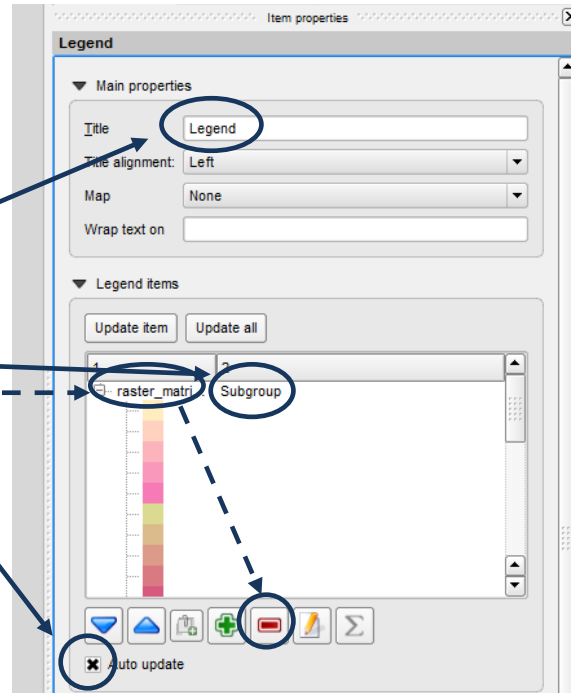 Item properties
Legend
Main properties
Title Legend
Title alignment: Left
Map None
Wrap text on
Legend items
Update item Update all
1 2
raster_matri... Subgroup
Auto update